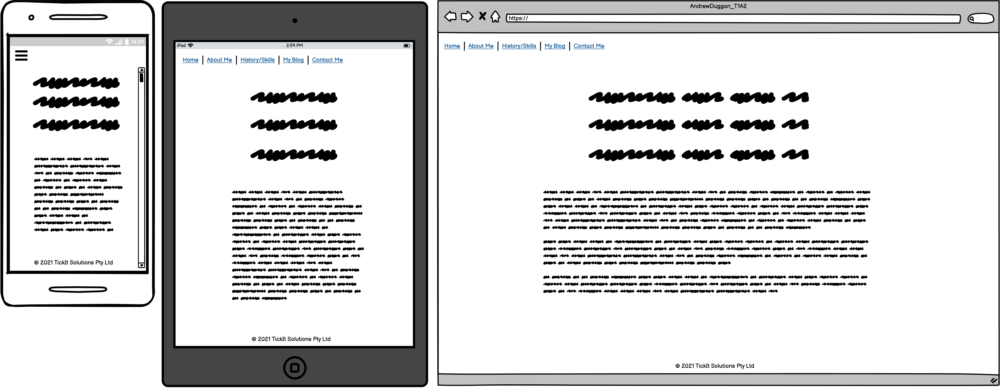 14:59
© 2021 TickIt Solutions Pty Ltd
iPad 2:59 PM
Home About Me History/Skills My Blog Contact Me
© 2021 TickIt Solutions Pty Ltd
AndrewDuggan_T1A2
https://
Home About Me History/Skills My Blog Contact Me
© 2021 TickIt Solutions Pty Ltd